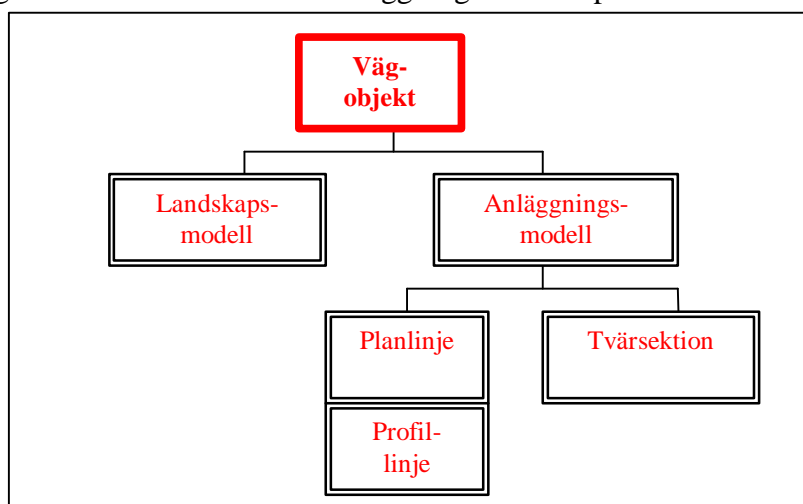 Väg-
objekt
Landskaps-
modell
Anläggnings-
modell
Planlinje
Tvärsektion
Profil-
linje